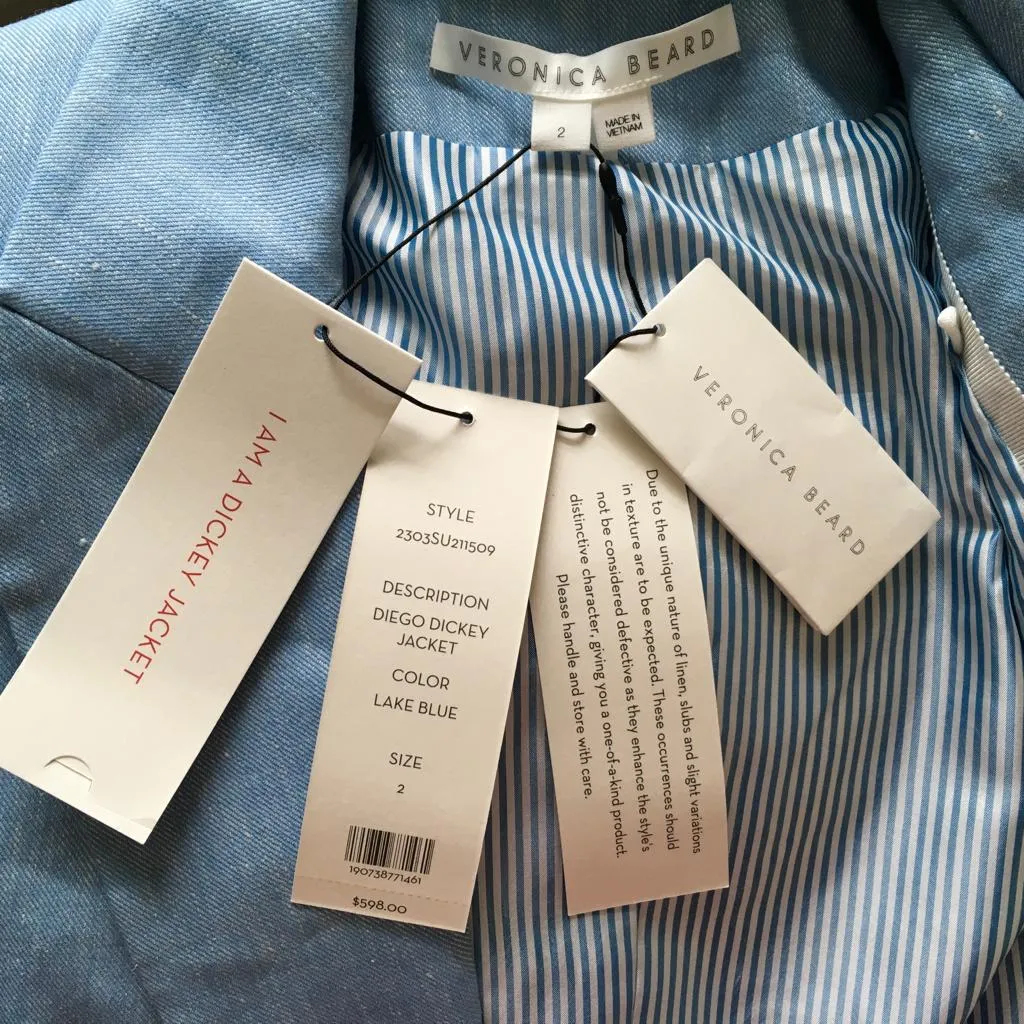 VERONICA BEARD
2
MADE IN
VIETNAM
I AM A DICKEY JACKET
STYLE
2303SU211509
DESCRIPTION
DIEGO DICKEY
JACKET
COLOR
LAKE BLUE
SIZE
2
190738771461
$598.00
Due to the unique nature of linen, slubs and slight variations
in texture are to be expected. These occurrences should
not be considered defective as they enhance the style's
distinctive character, giving you a one-of-a-kind product.
Please handle and store with care.
VERONICA BEARD